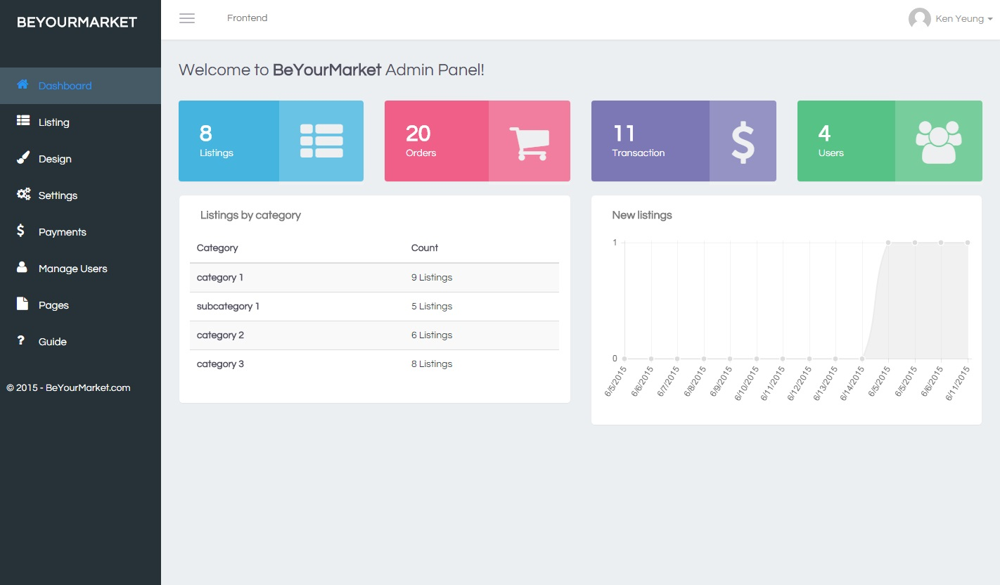 BEYOURMARKET
Frontend
Ken Yeung
Dashboard
Listing
Design
Settings
Payments
Manage Users
Pages
Guide
© 2015 - BeYourMarket.com
Welcome to BeYourMarket Admin Panel!
8
Listings
20
Orders
11
Transaction
4
Users
Listings by category
Category Count
category 1 9 Listings
subcategory 1 5 Listings
category 2 6 Listings
category 3 8 Listings
New listings
1
0
6/5/2015
6/6/2015
6/7/2015
6/8/2015
6/9/2015
6/10/2015
6/11/2015
6/12/2015
6/13/2015
6/14/2015
6/5/2015
6/5/2015
6/6/2015
6/11/2015